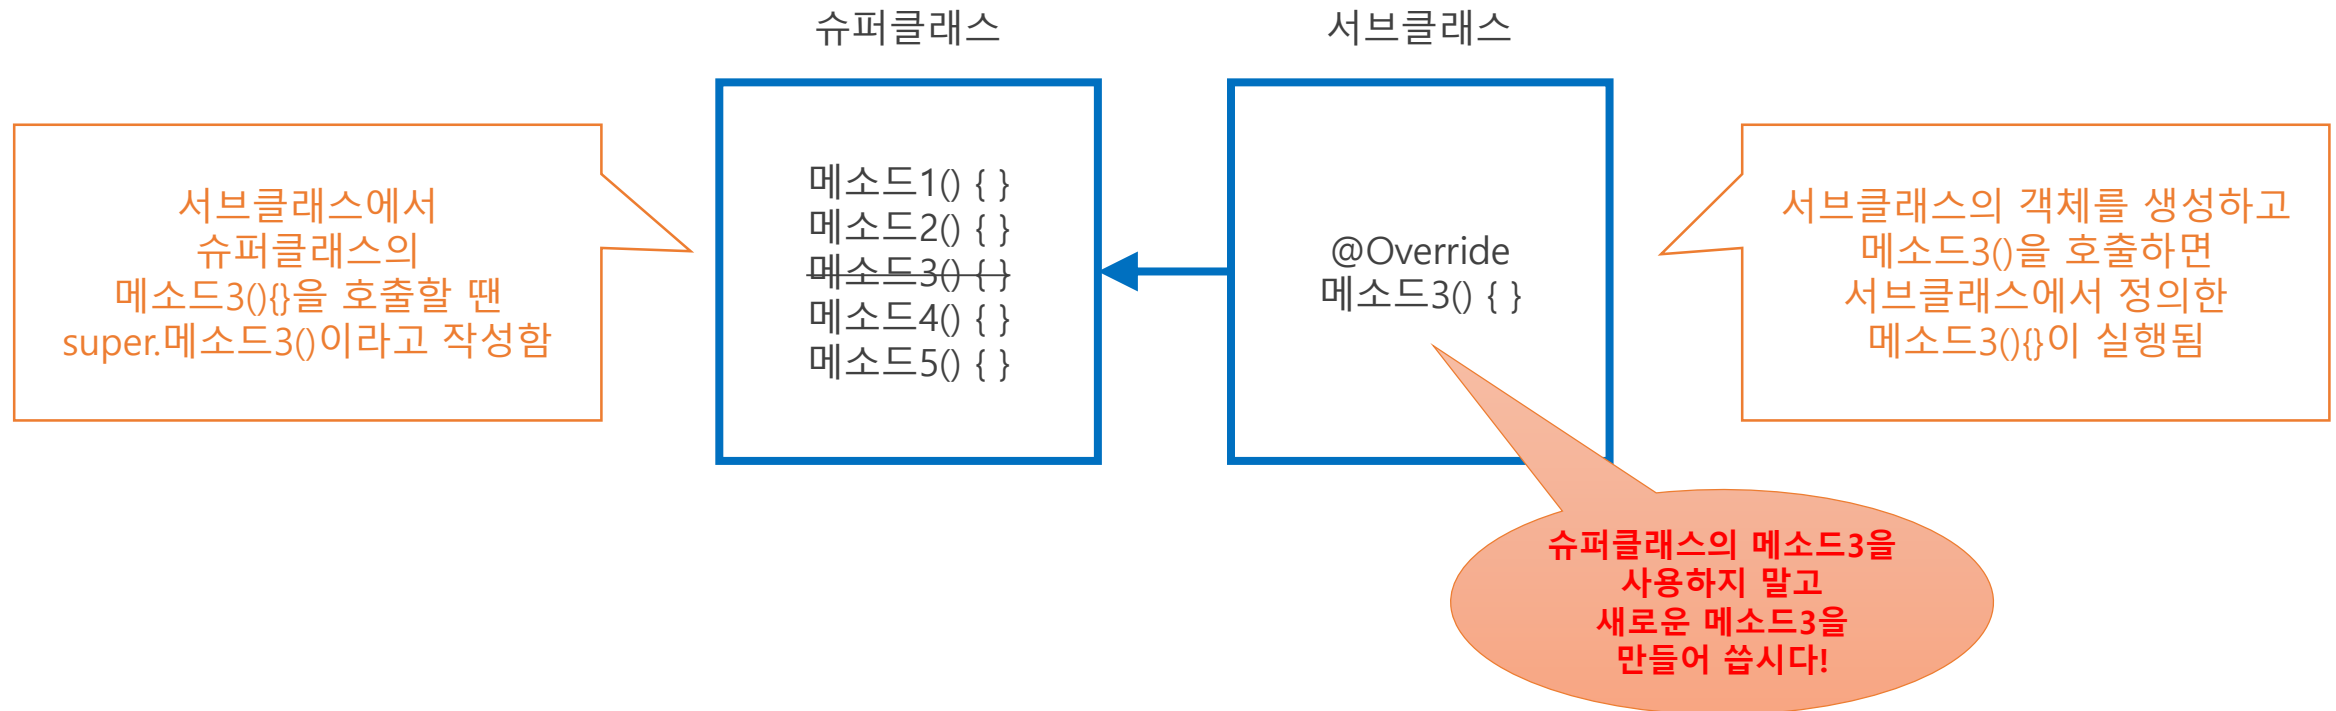 슈퍼클래스
서브클래스
서브클래스에서
슈퍼클래스의
메소드3(){}을 호출할 땐
super.메소드3()이라고 작성함
메소드1() { }
메소드2() { }
메소드3() { }
메소드4() { }
메소드5() { }
@Override
메소드3() { }
서브클래스의 객체를 생성하고
메소드3()을 호출하면
서브클래스에서 정의한
메소드3(){}이 실행됨
슈퍼클래스의 메소드3을
사용하지 말고
새로운 메소드3을
만들어 씁시다!